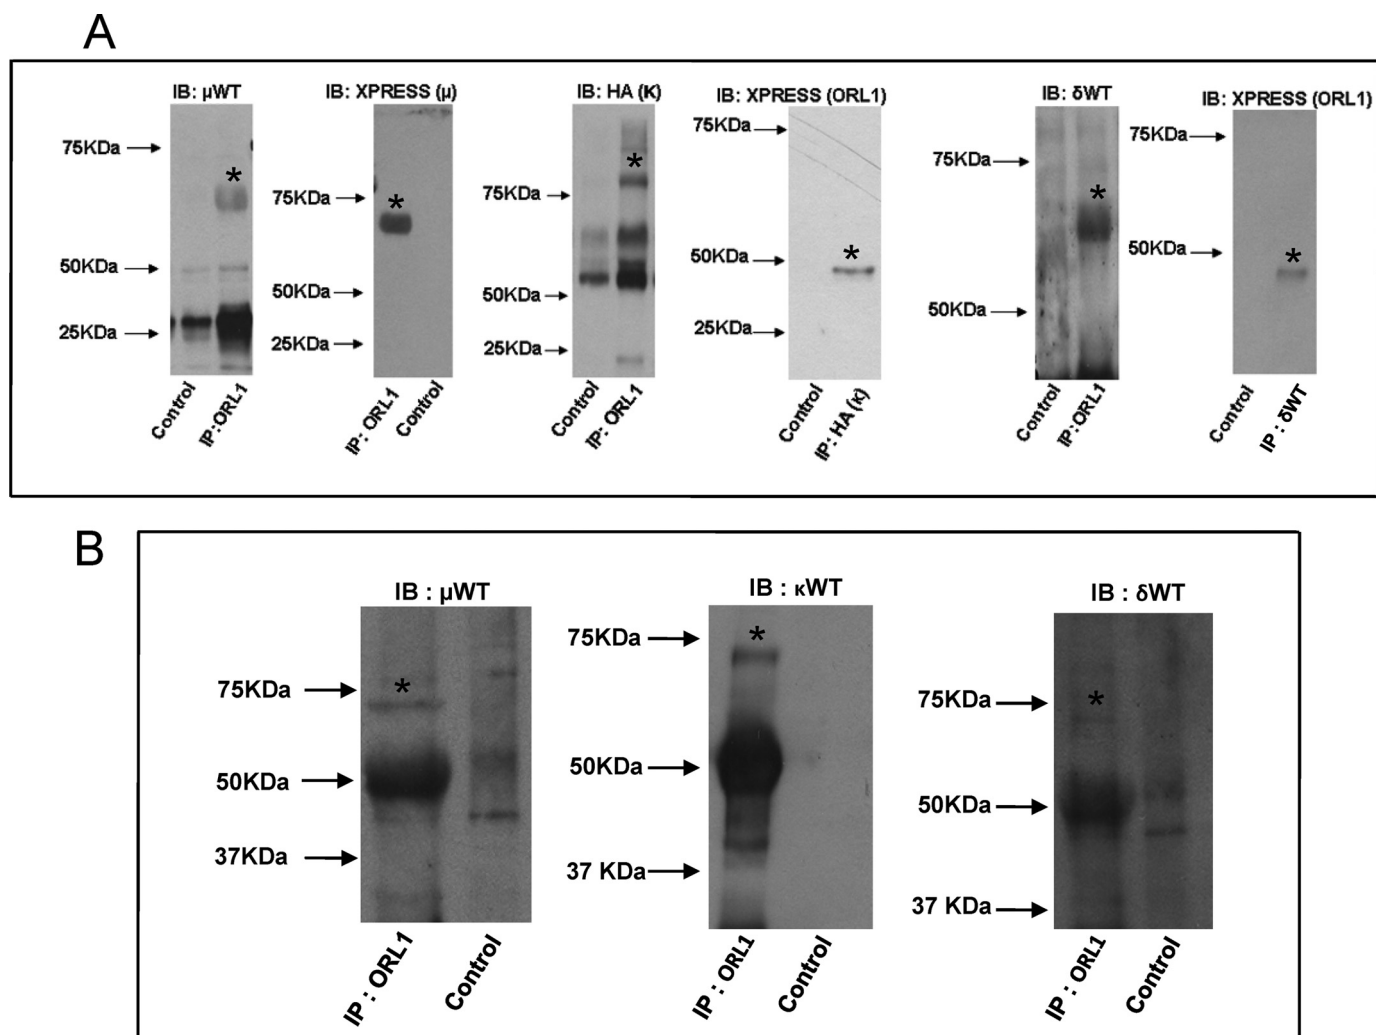 A
IB: µWT
75KDa
*
50KDa
25KDa
Control
IP:ORL1
IB: XPRESS (µ)
75KDa
*
50KDa
25KDa
IP: ORL1
Control
IB: HA (κ)
*
75KDa
50KDa
25KDa
Control
IP: ORL1
IB: XPRESS (ORL1)
75KDa
50KDa
*
25KDa
Control
IP: HA (κ)
IB: δWT
75KDa
*
50KDa
Control
IP:ORL1
IB: XPRESS (ORL1)
75KDa
50KDa
*
Control
IP : δWT
B
IB : µWT
75KDa
*
50KDa
37KDa
IP : ORL1
Control
IB : κWT
75KDa
*
50KDa
37 KDa
IP : ORL1
Control
IB : δWT
75KDa
*
50KDa
37 KDa
IP : ORL1
Control